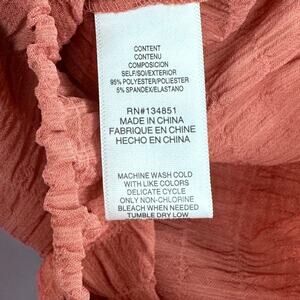 CONTENT
CONTENU
COMPOSICION
SELF/SOI/EXTERIOR
95% POLYESTER/POLIESTER
5% SPANDEX/ELASTANO
RN#134851
MADE IN CHINA
FABRIQUE EN CHINE
HECHO EN CHINA
MACHINE WASH COLD
WITH LIKE COLORS
DELICATE CYCLE
ONLY NON-CHLORINE
BLEACH WHEN NEEDED
TUMBLE DRY LOW